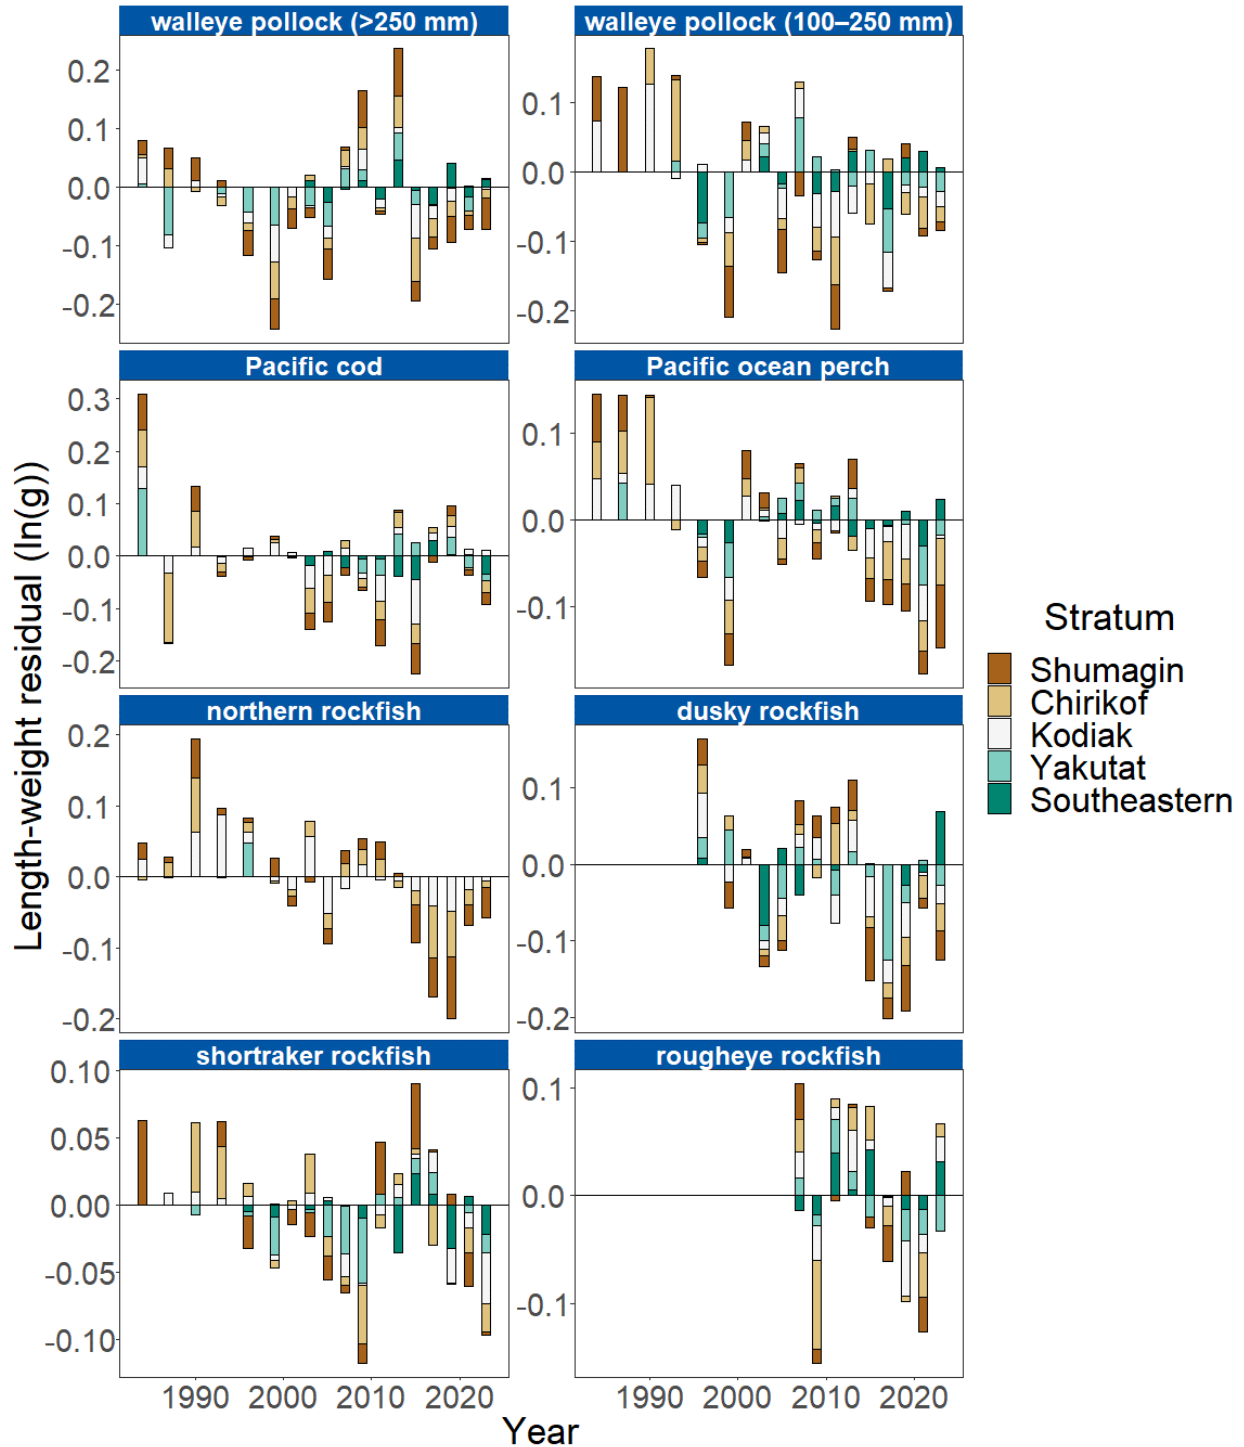 walleye pollock (>250 mm)
walleye pollock (100–250 mm)
0.2
0.1
0.0
-0.1
-0.2
0.1
0.0
-0.1
-0.2
Pacific cod
Pacific ocean perch
0.3
0.2
0.1
0.0
-0.1
-0.2
0.1
0.0
-0.1
northern rockfish
dusky rockfish
0.2
0.1
0.0
-0.1
-0.2
0.1
0.0
-0.1
-0.2
shortraker rockfish
rougheye rockfish
0.10
0.05
0.00
-0.05
-0.10
0.1
0.0
-0.1
1990 2000 2010 2020
1990 2000 2010 2020
Year
Length-weight residual (ln(g))
Stratum
Shumagin
Chirikof
Kodiak
Yakutat
Southeastern